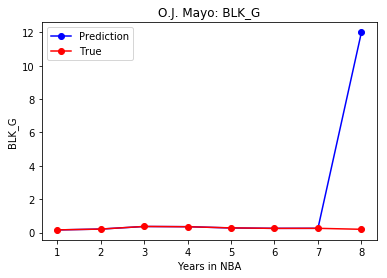 O.J. Mayo: BLK_G
Prediction
True
12
10
8
6
4
2
0
BLK_G
1 2 3 4 5 6 7 8
Years in NBA